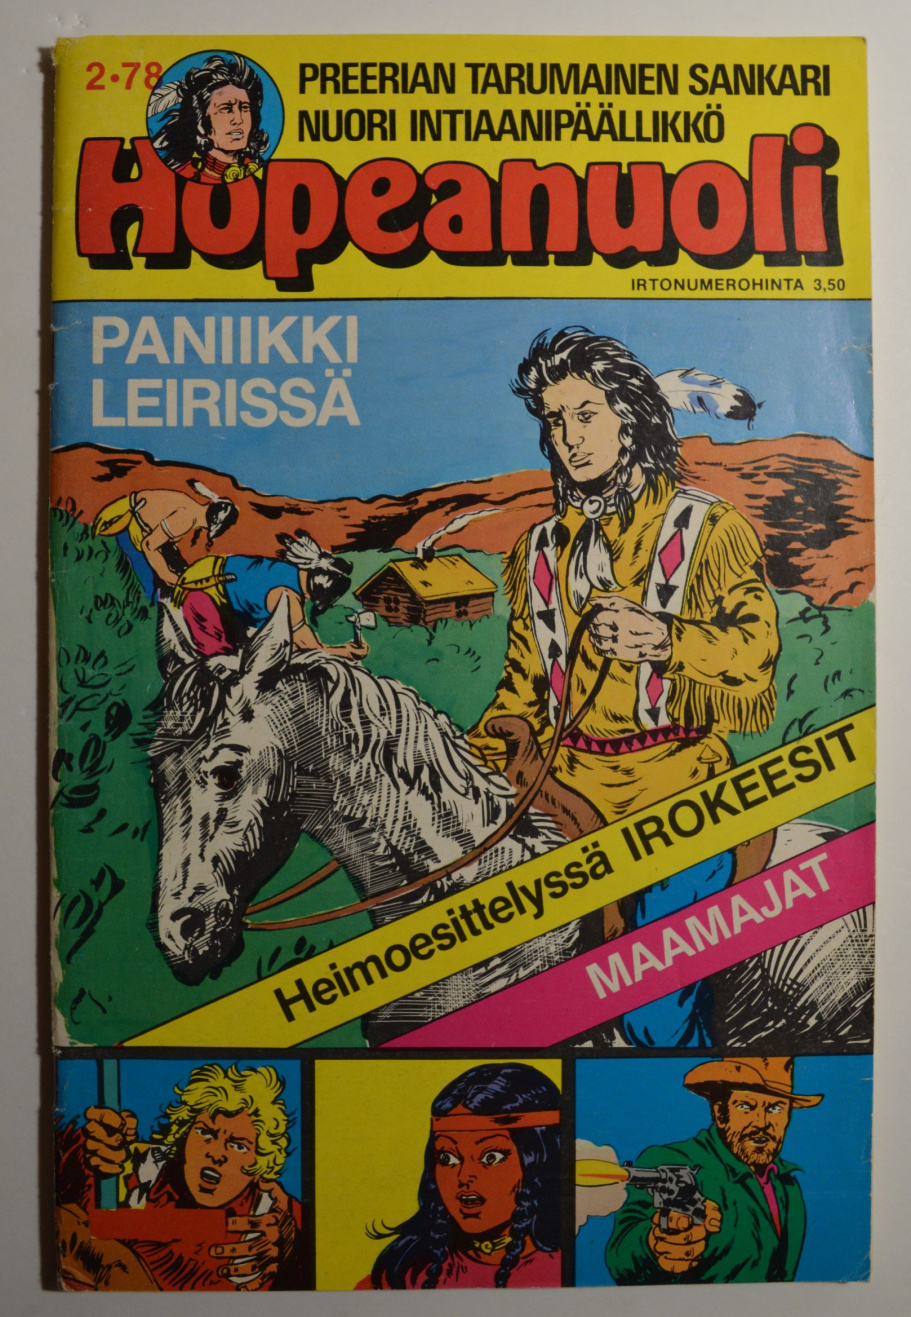 2•78
PREERIAN TARUMAINEN SANKARI
NUORI INTIAANIPÄÄLLIKKÖ
Hopeanuoli
IRTONUMEROHINTA 3,50
PANIIKKI
LEIRISSÄ
Heimoesittelyssä IROKEESIT
MAAMAJAT